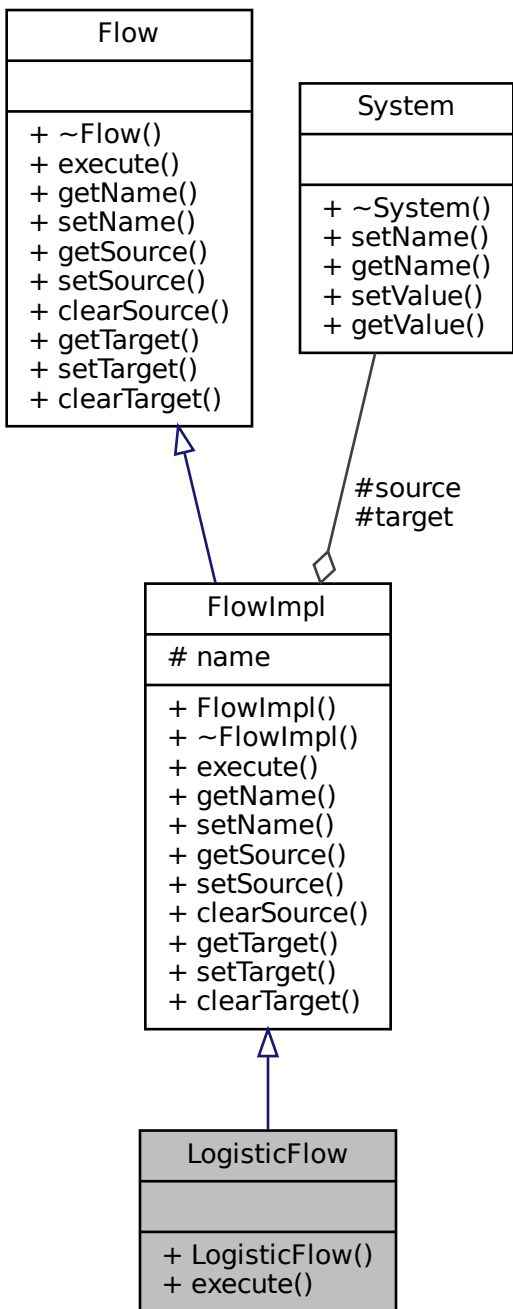 Flow
+ ~Flow()
+ execute()
+ getName()
+ setName()
+ getSource()
+ setSource()
+ clearSource()
+ getTarget()
+ setTarget()
+ clearTarget()
System
+ ~System()
+ setName()
+ getName()
+ setValue()
+ getValue()
#source
#target
FlowImpl
# name
+ FlowImpl()
+ ~FlowImpl()
+ execute()
+ getName()
+ setName()
+ getSource()
+ setSource()
+ clearSource()
+ getTarget()
+ setTarget()
+ clearTarget()
LogisticFlow
+ LogisticFlow()
+ execute()